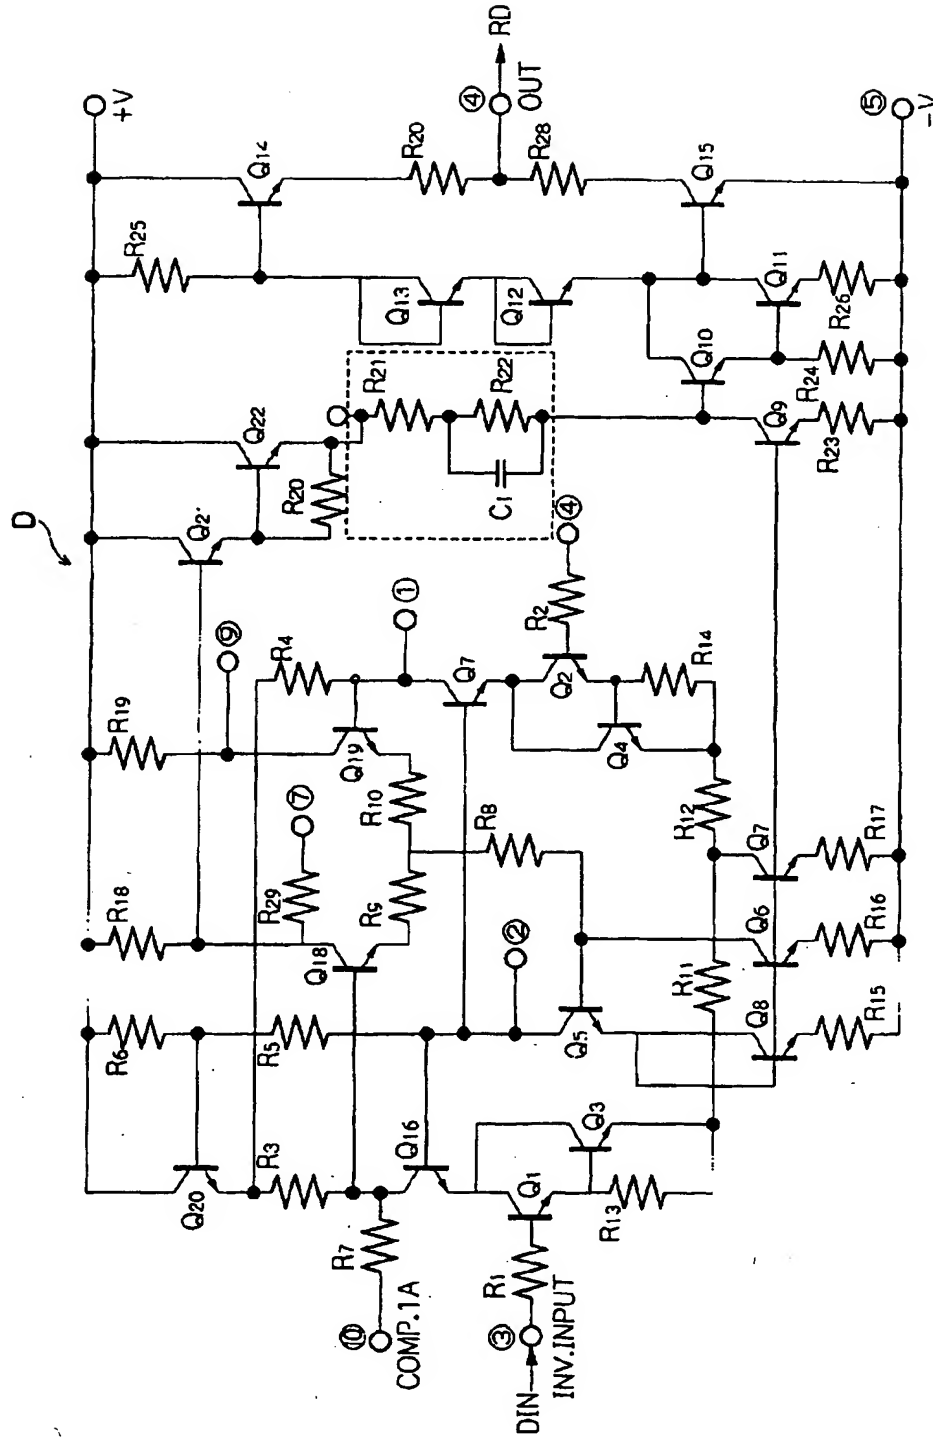 D
+V
R6
R18
R19
R25
Q14
Q20
R5
Q2
Q22
R3
R29
⑦
⑨
R4
R20
Q13
R21
R20
④
OUT
RD
R7
⑩
COMP.1A
Q16
Q18
R9
Q19
R10
①
Q7
Q12
R22
C1
R28
②
R8
R2
④
Q10
Q15
R1
③
DIN
INV.INPUT
Q1
Q3
Q5
Q4
Q2
R14
Q9
Q11
R13
R11
R12
R24
R26
Q8
Q6
Q7
R23
R15
R16
R17
⑤
-V